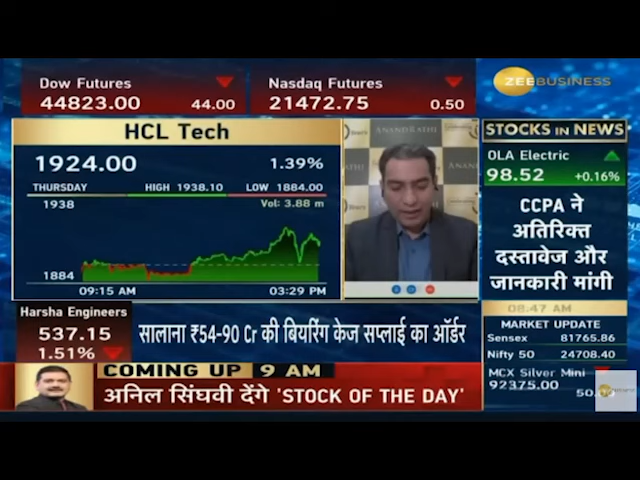 Dow Futures
44823.00 44.00
Nasdaq Futures
21472.75 0.50
ZEE BUSINESS
HCL Tech
1924.00 1.39%
THURSDAY HIGH 1938.10 LOW 1884.00
1938 Vol: 3.88 m
1884
09:15 AM 03:29 PM
ANAND RATHI
STOCKS IN NEWS
OLA Electric
98.52 +0.16%
CCPA ने
अतिरिक्त
दस्तावेज और
जानकारी मांगी
08:47 AM
MARKET UPDATE
Sensex 81765.86
Nifty 50 24708.40
MCX Silver Mini
92375.00
Harsha Engineers
537.15
1.51%
सालाना ₹54-90 Cr की बियरिंग केज सप्लाई का ऑर्डर
COMING UP 9 AM
अनिल सिंघवी देंगे 'STOCK OF THE DAY'